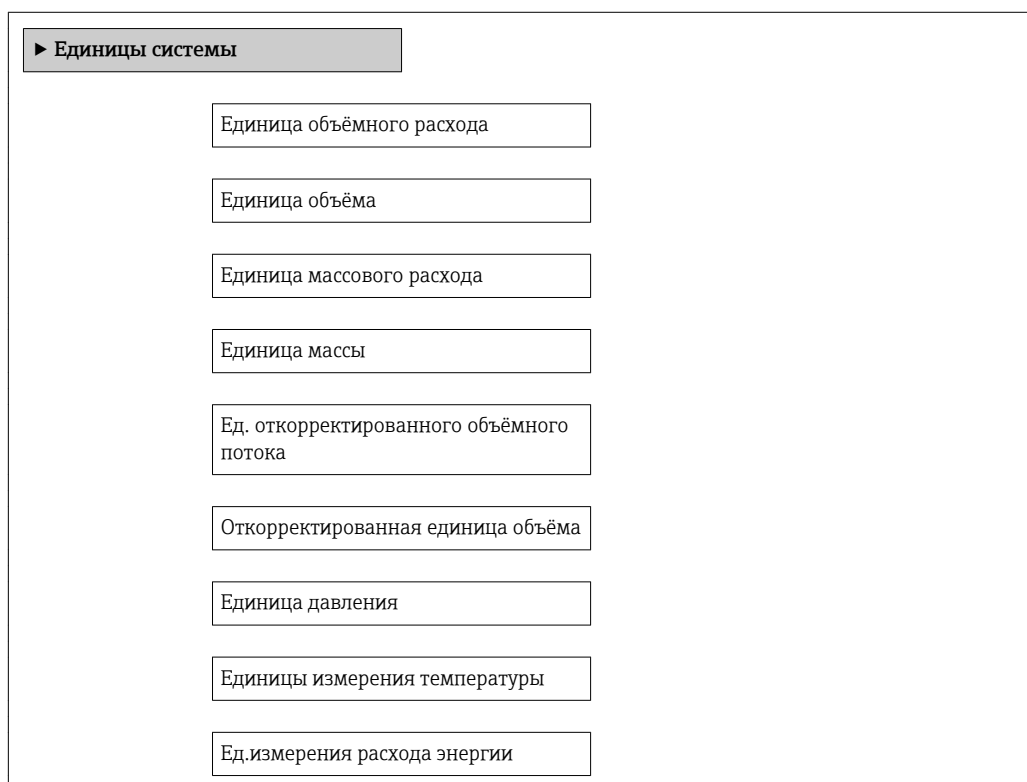 ▶ Единицы системы
Единица объёмного расхода
Единица объёма
Единица массового расхода
Единица массы
Ед. откорректированного объёмного
потока
Откорректированная единица объёма
Единица давления
Единицы измерения температуры
Ед.измерения расхода энергии